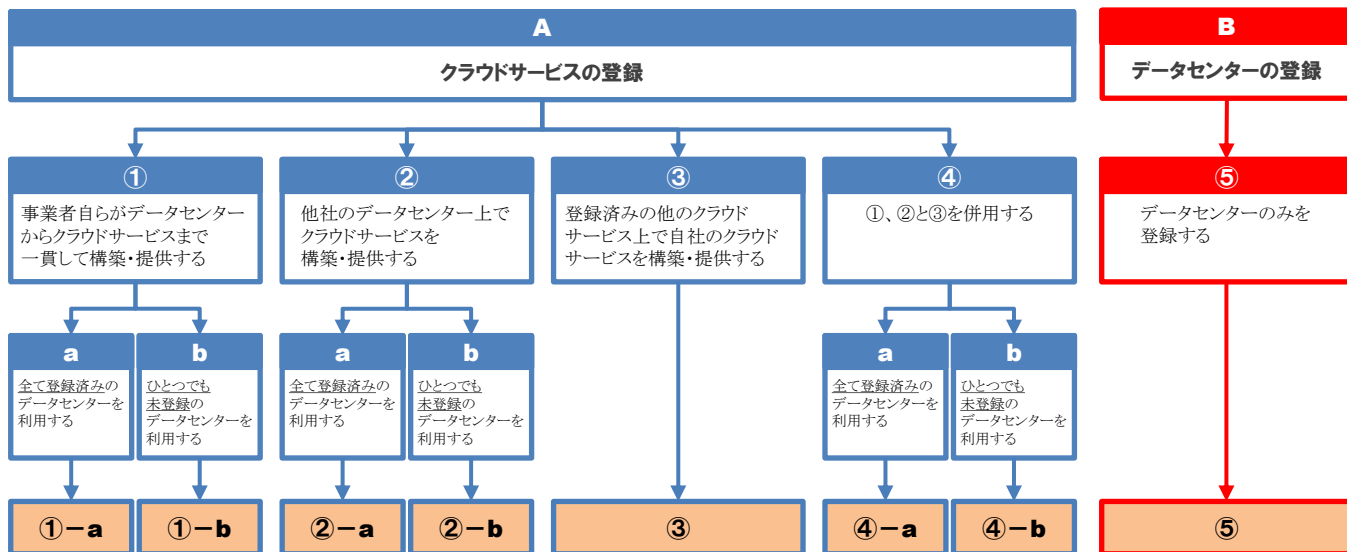 A
クラウドサービスの登録
B
データセンターの登録
①
事業者自らがデータセンター
からクラウドサービスまで
一貫して構築・提供する
②
他社のデータセンター上で
クラウドサービスを
構築・提供する
③
登録済みの他のクラウド
サービス上で自社のクラウド
サービスを構築・提供する
④
①、②と③を併用する
⑤
データセンターのみを
登録する
a
全て登録済みの
データセンターを
利用する
b
ひとつでも
未登録の
データセンターを
利用する
a
全て登録済みの
データセンターを
利用する
b
ひとつでも
未登録の
データセンターを
利用する
a
全て登録済みの
データセンターを
利用する
b
ひとつでも
未登録の
データセンターを
利用する
①－a
①－b
②－a
②－b
③
④－a
④－b
⑤